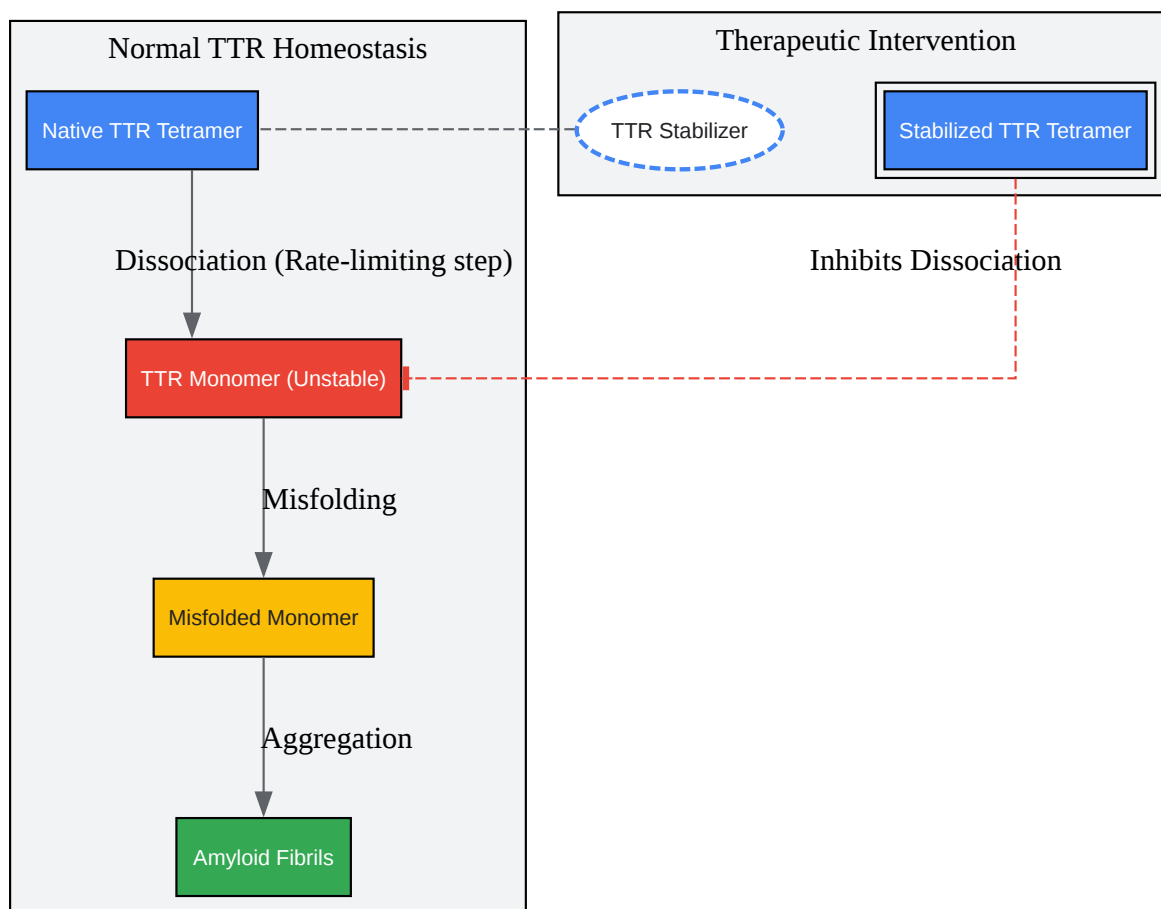 Normal TTR Homeostasis
Therapeutic Intervention
Native TTR Tetramer
TTR Stabilizer
Stabilized TTR Tetramer
Dissociation (Rate-limiting step)
Inhibits Dissociation
TTR Monomer (Unstable)
Misfolding
Misfolded Monomer
Aggregation
Amyloid Fibrils